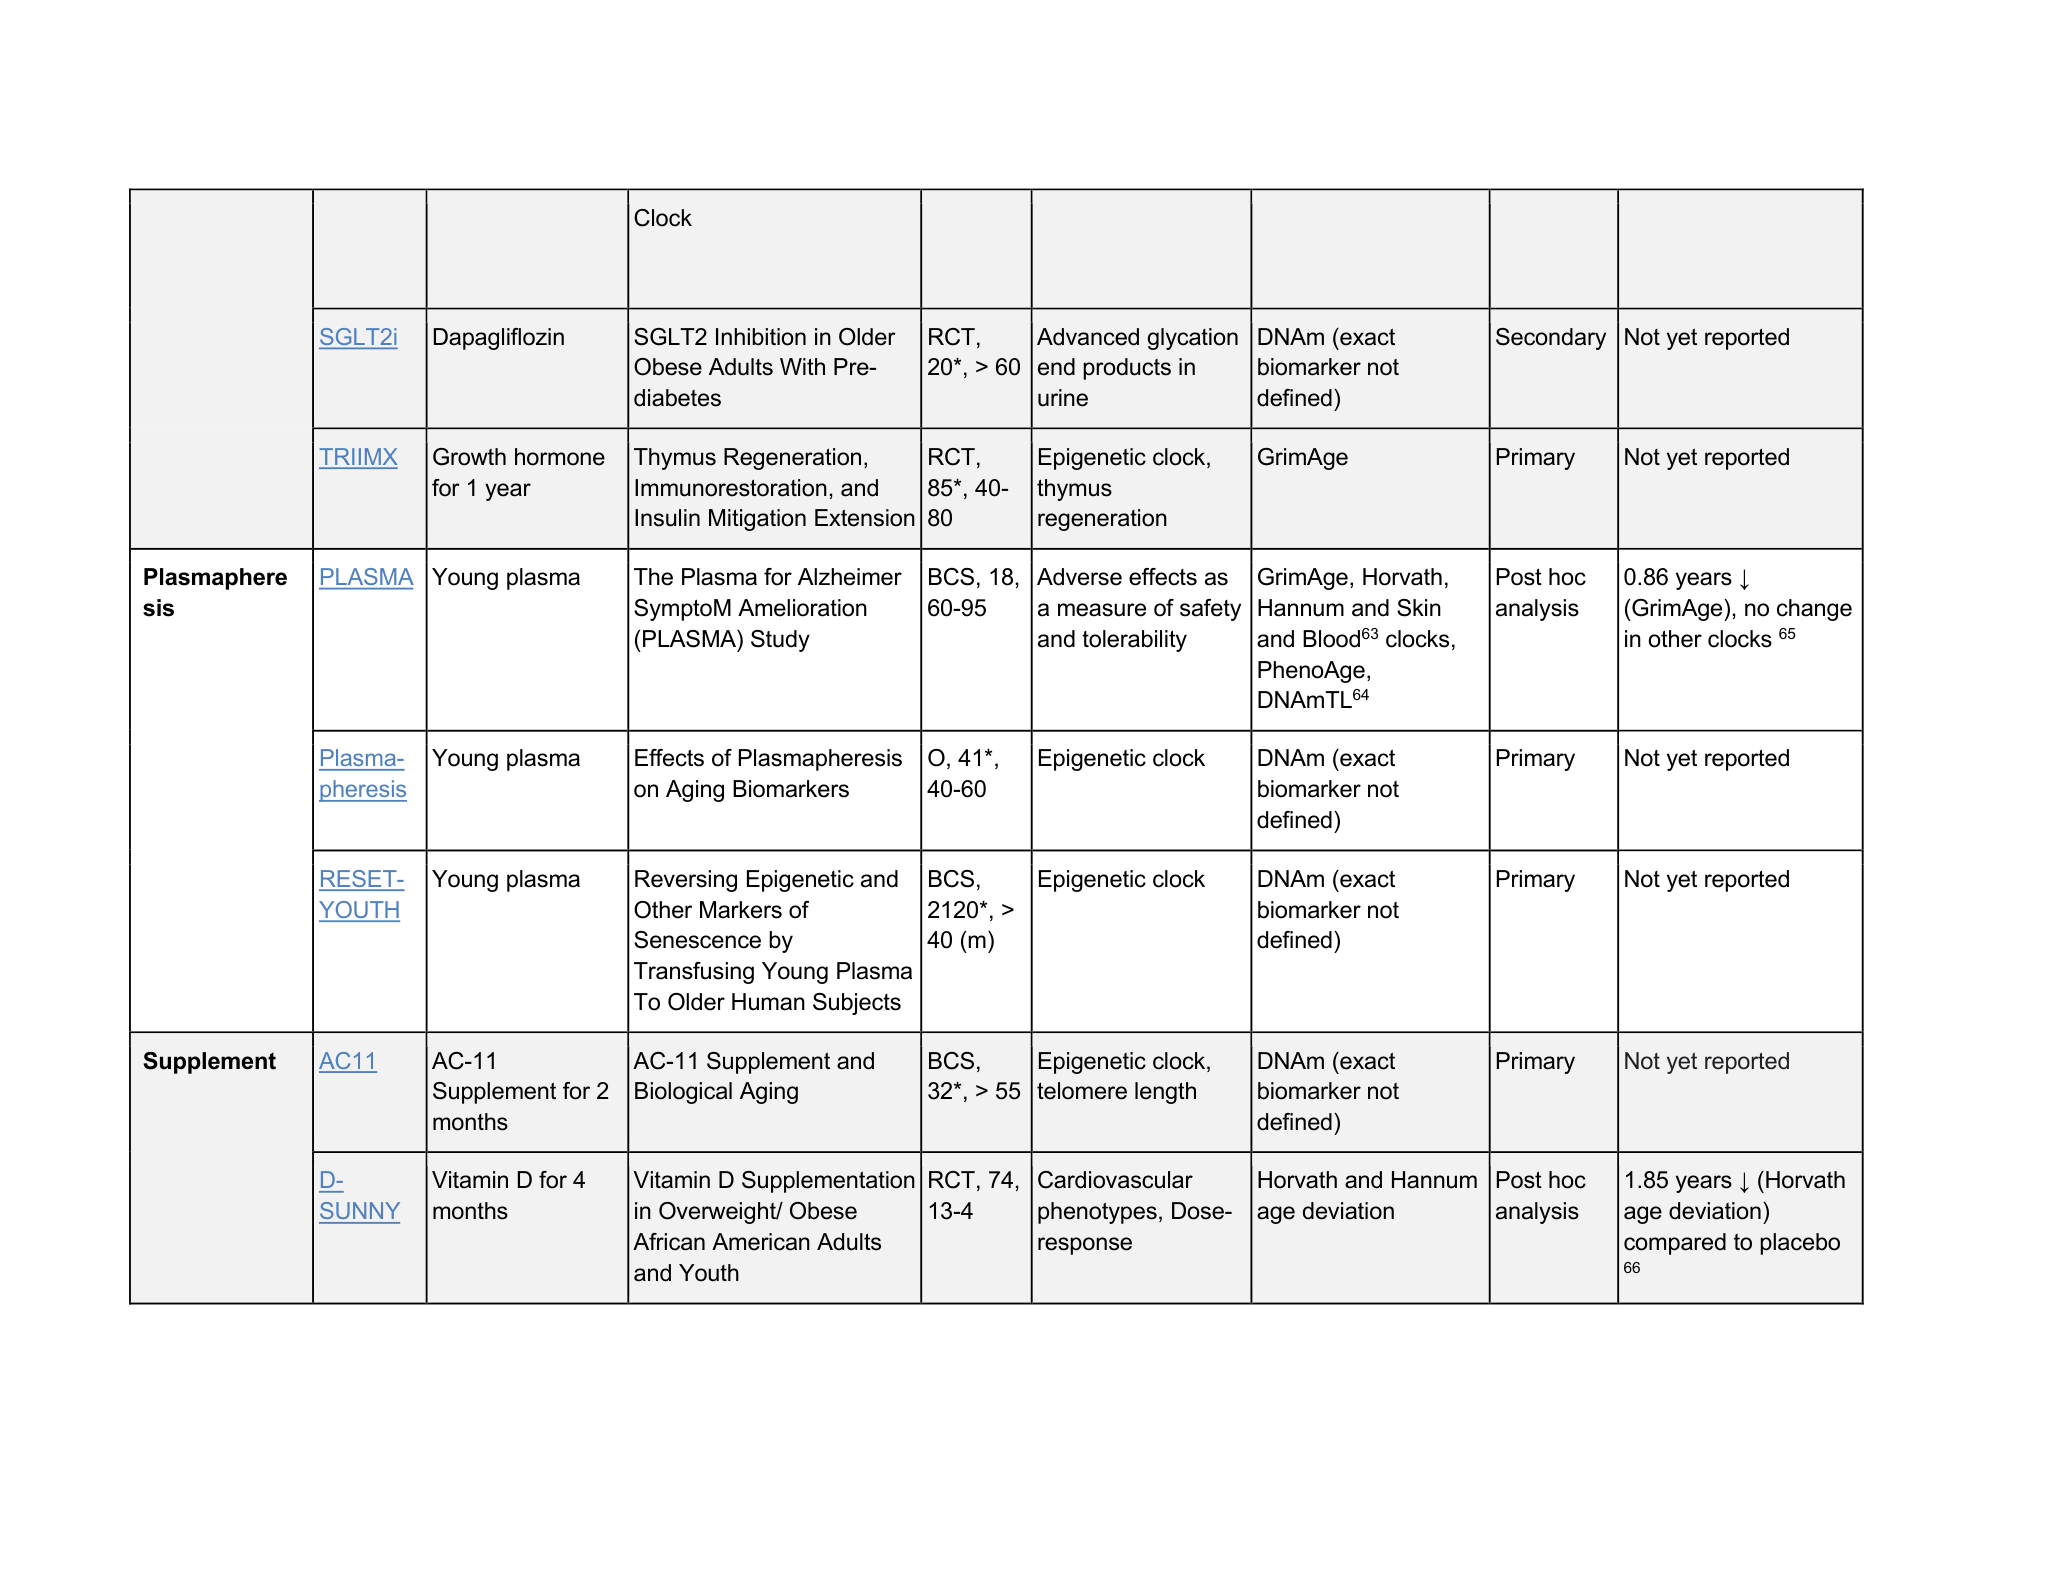 Clock
SGLT2i
Dapagliflozin
SGLT2 Inhibition in Older
Obese Adults With Pre-
diabetes
RCT,
20*, > 60
Advanced glycation
end products in
urine
DNAm (exact
biomarker not
defined)
Secondary
Not yet reported
TRIIMX
Growth hormone
for 1 year
Thymus Regeneration,
Immunorestoration, and
Insulin Mitigation Extension
RCT,
85*, 40-
80
Epigenetic clock,
thymus
regeneration
GrimAge
Primary
Not yet reported
Plasmaphere
sis
PLASMA
Young plasma
The Plasma for Alzheimer
SymptoM Amelioration
(PLASMA) Study
BCS, 18,
60-95
Adverse effects as
a measure of safety
and tolerability
GrimAge, Horvath,
Hannum and Skin
and Blood63 clocks,
PhenoAge,
DNAmTL64
Post hoc
analysis
0.86 years ↓
(GrimAge), no change
in other clocks 65
Plasma-
pheresis
Young plasma
Effects of Plasmapheresis
on Aging Biomarkers
O, 41*,
40-60
Epigenetic clock
DNAm (exact
biomarker not
defined)
Primary
Not yet reported
RESET-
YOUTH
Young plasma
Reversing Epigenetic and
Other Markers of
Senescence by
Transfusing Young Plasma
To Older Human Subjects
BCS,
2120*, >
40 (m)
Epigenetic clock
DNAm (exact
biomarker not
defined)
Primary
Not yet reported
Supplement
AC11
AC-11
Supplement for 2
months
AC-11 Supplement and
Biological Aging
BCS,
32*, > 55
Epigenetic clock,
telomere length
DNAm (exact
biomarker not
defined)
Primary
Not yet reported
D-
SUNNY
Vitamin D for 4
months
Vitamin D Supplementation
in Overweight/ Obese
African American Adults
and Youth
RCT, 74,
13-4
Cardiovascular
phenotypes, Dose-
response
Horvath and Hannum
age deviation
Post hoc
analysis
1.85 years ↓ (Horvath
age deviation)
compared to placebo
66